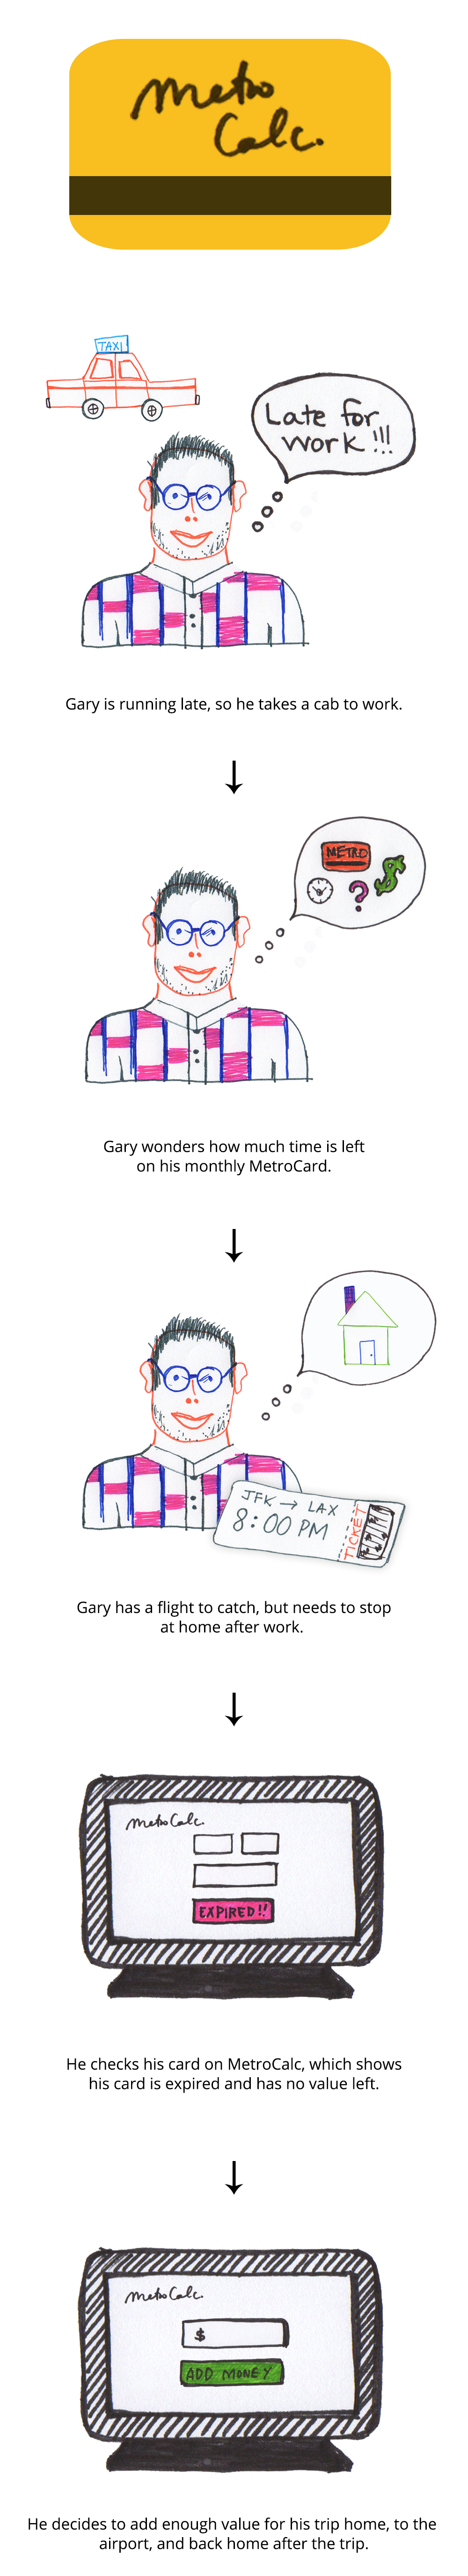 Metro
Calc.
TAXI
Late for
work!!!
Gary is running late, so he takes a cab to work.
METRO
?
$
Gary wonders how much time is left
on his monthly MetroCard.
JFK → LAX
8:00 PM
TICKET
Gary has a flight to catch, but needs to stop
at home after work.
Metro Calc.
EXPIRED!!
He checks his card on MetroCalc, which shows
his card is expired and has no value left.
Metro Calc.
$
ADD MONEY
He decides to add enough value for his trip home, to the
airport, and back home after the trip.